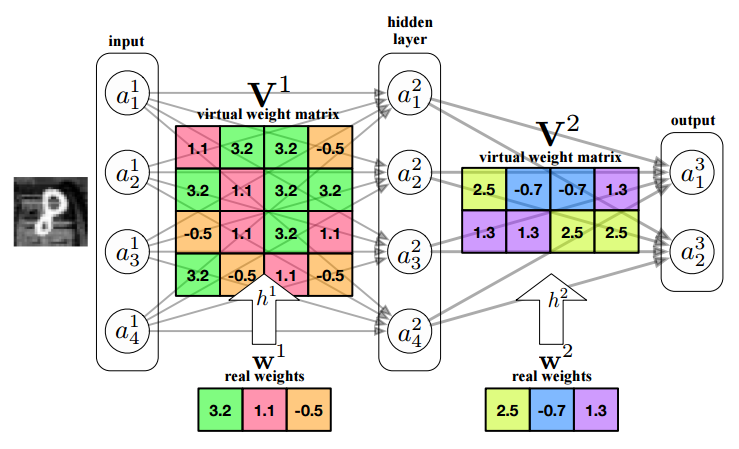 input
hidden
layer
output
a₁¹
a₂¹
a₃¹
a₄¹
V¹
virtual weight matrix
1.1 3.2 3.2 -0.5
3.2 1.1 3.2 3.2
-0.5 1.1 3.2 1.1
3.2 -0.5 1.1 -0.5
h¹
w¹
real weights
3.2 1.1 -0.5
a₁²
a₂²
a₃²
a₄²
V²
virtual weight matrix
2.5 -0.7 -0.7 1.3
1.3 1.3 2.5 2.5
h²
w²
real weights
2.5 -0.7 1.3
a₁³
a₂³